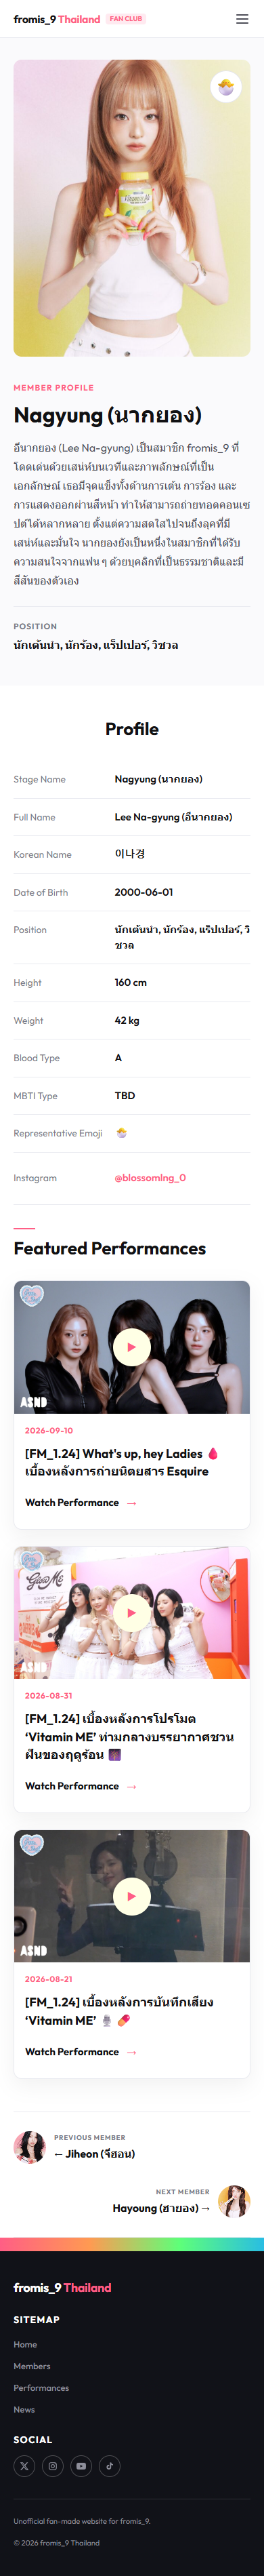 fromis_9 Thailand FAN CLUB
MEMBER PROFILE
Nagyung (นากยอง)
อีนากยอง (Lee Na-gyung) เป็นสมาชิก fromis_9 ที่
โดดเด่นด้วยเสน่ห์บนเวทีและภาพลักษณ์ที่เป็น
เอกลักษณ์ เธอมีจุดแข็งทั้งด้านการเต้น การร้อง และ
การแสดงออกผ่านสีหน้า ทำให้สามารถถ่ายทอดคอนเซ
ปต์ได้หลากหลาย ตั้งแต่ความสดใสไปจนถึงลุคที่มี
เสน่ห์และมั่นใจ นากยองยังเป็นหนึ่งในสมาชิกที่ได้รับ
ความสนใจจากแฟน ๆ ด้วยบุคลิกที่เป็นธรรมชาติและมี
สีสันของตัวเอง
POSITION
นักเต้นนำ, นักร้อง, แร็ปเปอร์, วิชวล
Profile
Stage Name Nagyung (นากยอง)
Full Name Lee Na-gyung (อีนากยอง)
Korean Name 이나경
Date of Birth 2000-06-01
Position นักเต้นนำ, นักร้อง, แร็ปเปอร์, วิ
ชวล
Height 160 cm
Weight 42 kg
Blood Type A
MBTI Type TBD
Representative Emoji 🐣
Instagram @blossomlng_0
Featured Performances
ASND
2026-09-10
[FM_1.24] What's up, hey Ladies 🩸
เบื้องหลังการถ่ายนิตยสาร Esquire
Watch Performance →
Glow Me
ASND
2026-08-31
[FM_1.24] เบื้องหลังการโปรโมต
‘Vitamin ME’ ท่ามกลางบรรยากาศชวน
ฝันของฤดูร้อน 🎆
Watch Performance →
ASND
2026-08-21
[FM_1.24] เบื้องหลังการบันทึกเสียง
‘Vitamin ME’ 🎙️ 💊
Watch Performance →
PREVIOUS MEMBER
← Jiheon (จีฮอน)
NEXT MEMBER
Hayoung (ฮายอง) →
fromis_9 Thailand
SITEMAP
Home
Members
Performances
News
SOCIAL
Unofficial fan-made website for fromis_9.
© 2026 fromis_9 Thailand